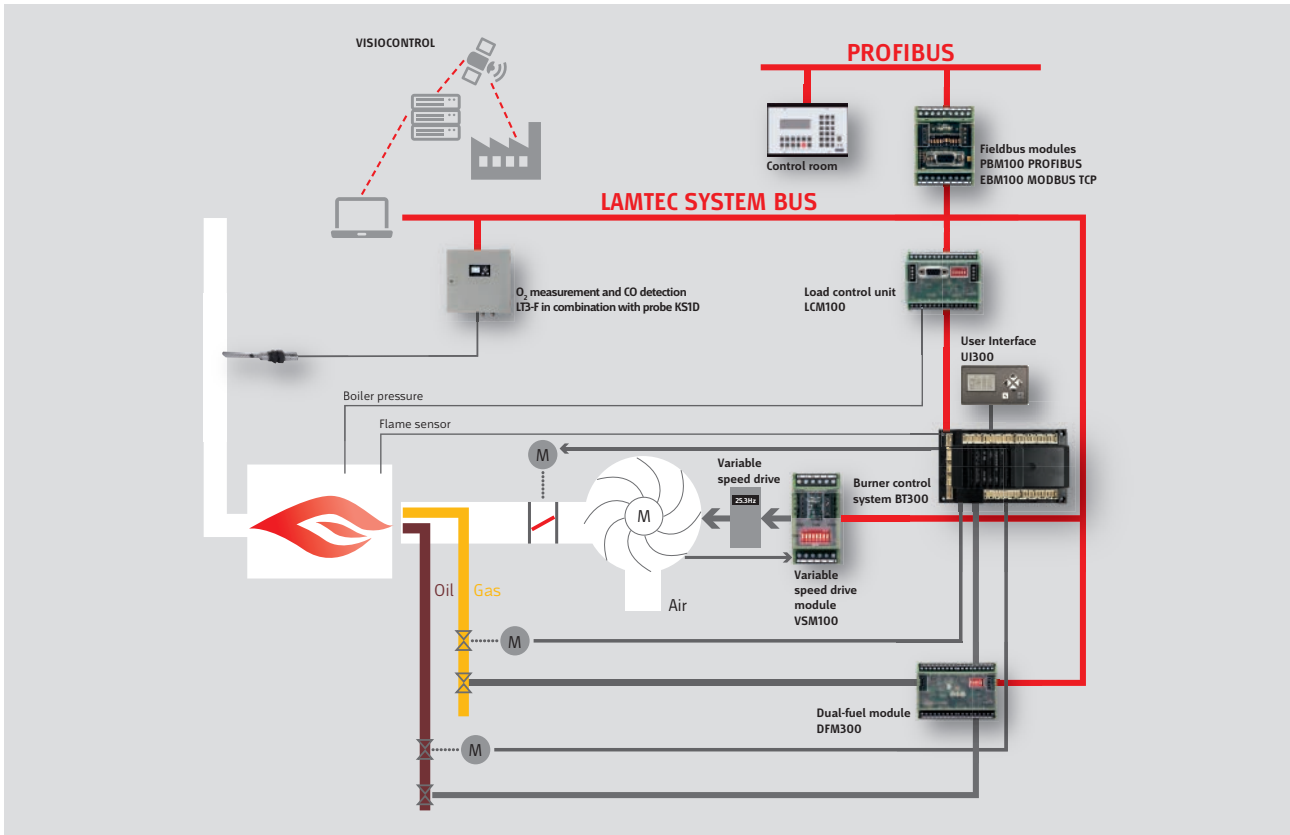 VISIOCONTROL
PROFIBUS
Control room
Fieldbus modules
PBM100 PROFIBUS
EBM100 MODBUS TCP
LAMTEC SYSTEM BUS
O₂ measurement and CO detection
LT3-F in combination with probe KS1D
Load control unit
LCM100
User Interface
UI300
Boiler pressure
Flame sensor
M
Variable
speed drive
25.3Hz
Burner control
system BT300
M
Variable
speed drive
module
VSM100
Oil
Gas
Air
M
Dual-fuel module
DFM300
M